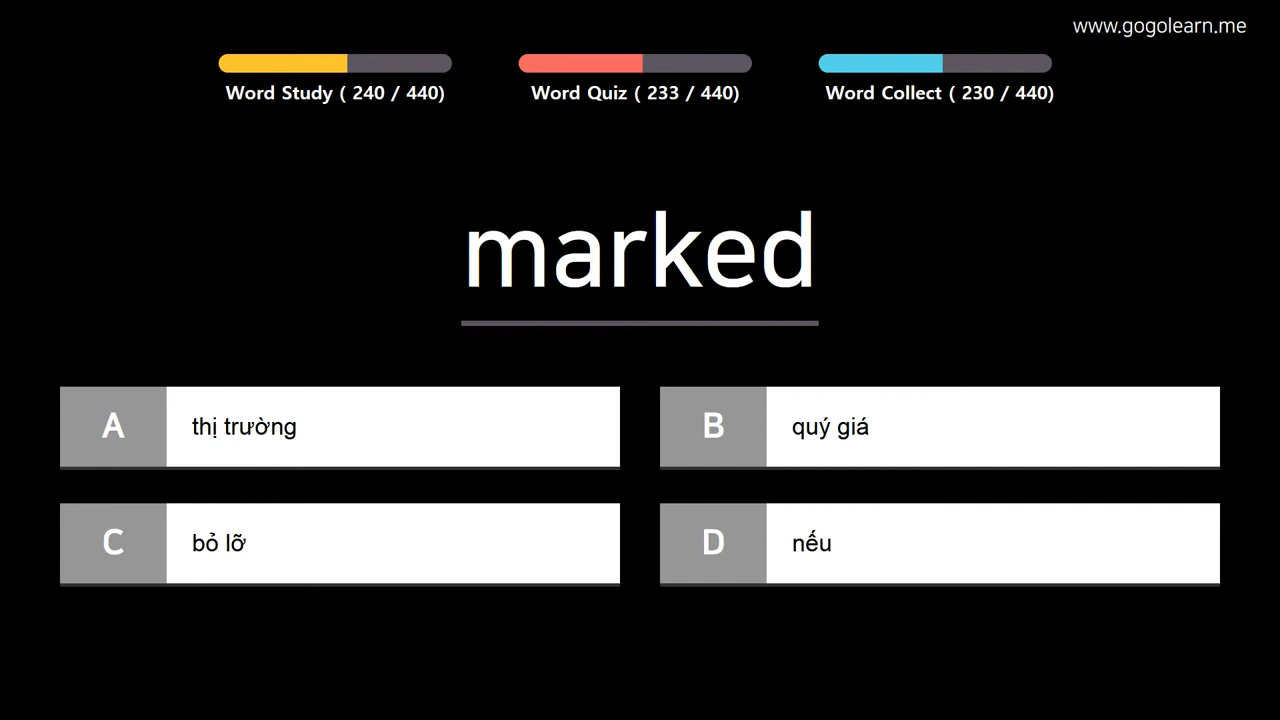 www.gogolearn.me
Word Study ( 240 / 440)
Word Quiz ( 233 / 440)
Word Collect ( 230 / 440)
marked
A thị trường
B quý giá
C bỏ lỡ
D nếu